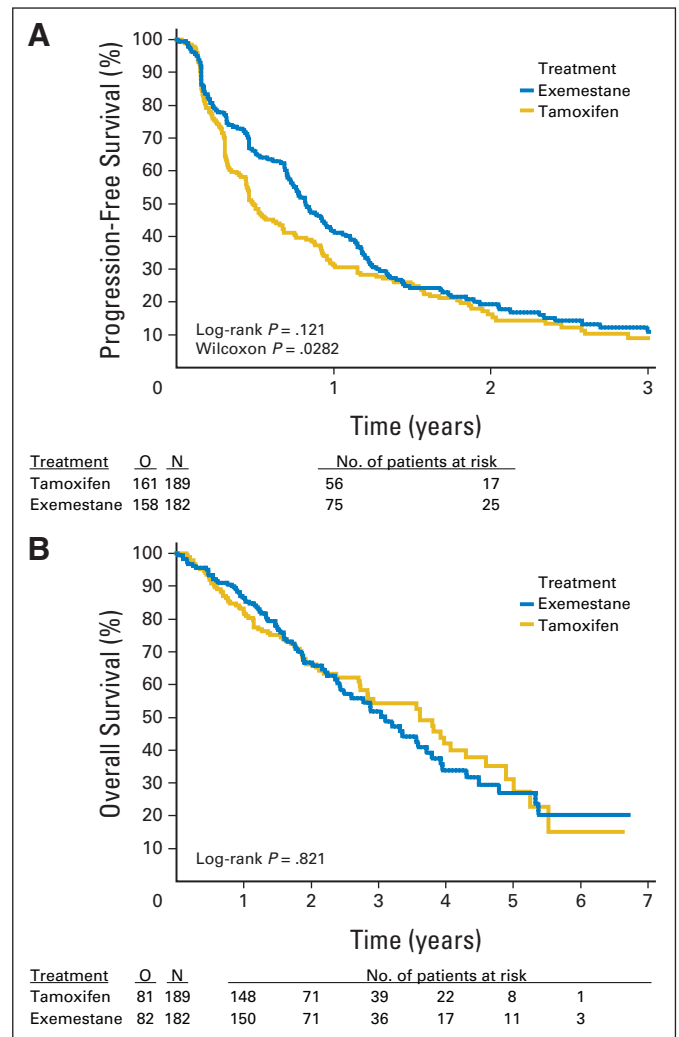 A
Progression-Free Survival (%)
100
90
80
70
60
50
40
30
20
10
0
1
2
3
Treatment
Exemestane
Tamoxifen
Log-rank P = .121
Wilcoxon P = .0282
Time (years)
Treatment O N No. of patients at risk
Tamoxifen 161 189 56 17
Exemestane 158 182 75 25
B
Overall Survival (%)
100
90
80
70
60
50
40
30
20
10
0
1
2
3
4
5
6
7
Treatment
Exemestane
Tamoxifen
Log-rank P = .821
Time (years)
Treatment O N No. of patients at risk
Tamoxifen 81 189 148 71 39 22 8 1
Exemestane 82 182 150 71 36 17 11 3